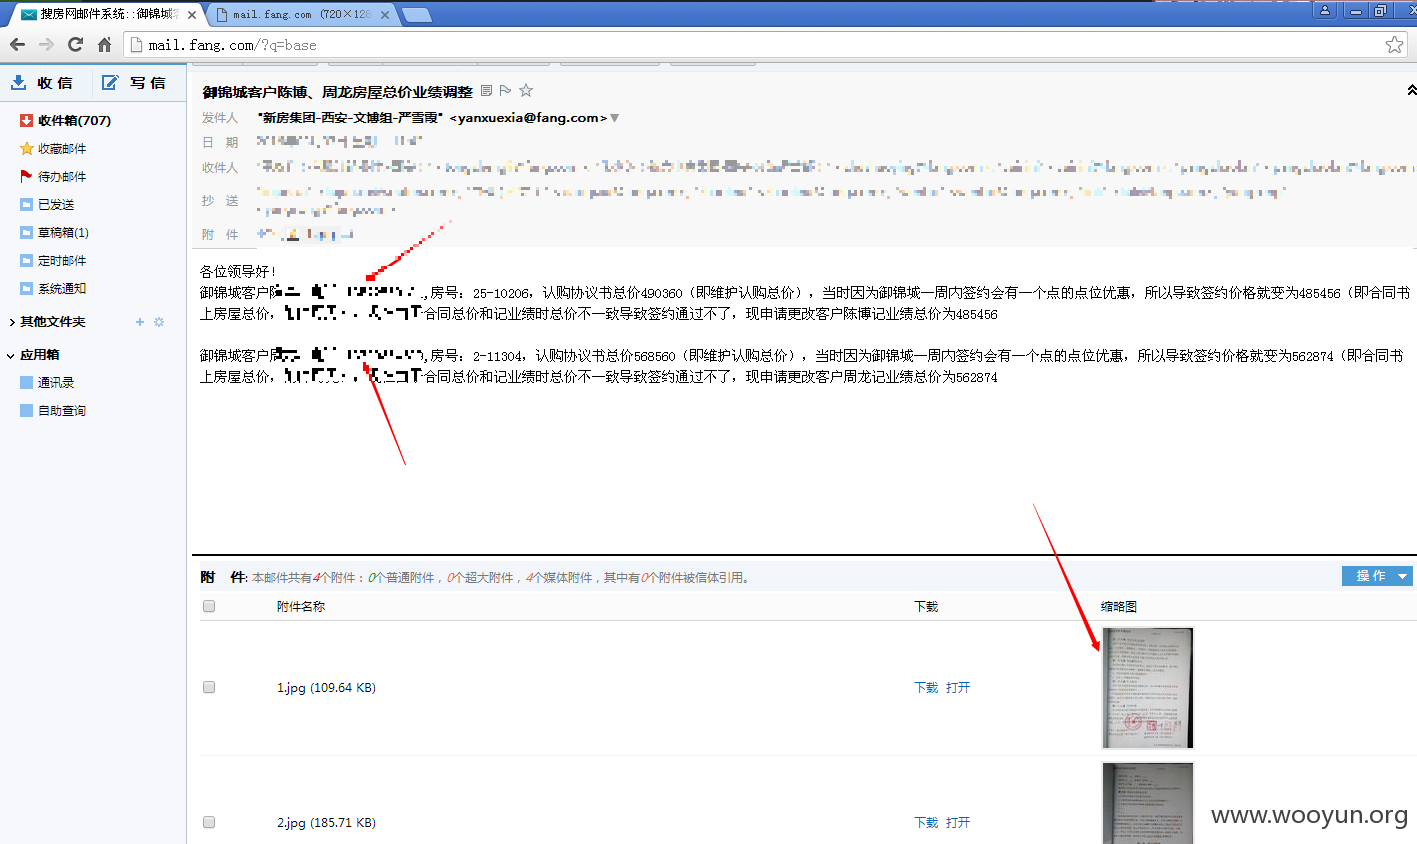 搜房网邮件系统::御锦城客
mail.fang.com (720×128
mail.fang.com/?q=base
收 信 写 信
收件箱(707)
收藏邮件
待办邮件
已发送
草稿箱(1)
定时邮件
系统通知
其他文件夹
应用箱
通讯录
自助查询
御锦城客户陈博、周龙房屋总价业绩调整
发件人 "新房集团-西安-文博组-严雪霞" <yanxuexia@fang.com>
日 期
收件人
抄 送
附 件
各位领导好!
御锦城客户 ,房号：25-10206，认购协议书总价490360（即维护认购总价），当时因为御锦城一周内签约会有一个点的点位优惠，所以导致签约价格就变为485456（即合同书
上房屋总价， 合同总价和记业绩时总价不一致导致签约通过不了，现申请更改客户陈博记业绩总价为485456
御锦城客户 ,房号：2-11304，认购协议书总价568560（即维护认购总价），当时因为御锦城一周内签约会有一个点的点位优惠，所以导致签约价格就变为562874（即合同书
上房屋总价， 合同总价和记业绩时总价不一致导致签约通过不了，现申请更改客户周龙记业绩总价为562874
附 件: 本邮件共有4个附件：0个普通附件，0个超大附件，4个媒体附件，其中有0个附件被信体引用。
操 作
附件名称 下载 缩略图
1.jpg (109.64 KB) 下载 打开
2.jpg (185.71 KB) 下载 打开
www.wooyun.org